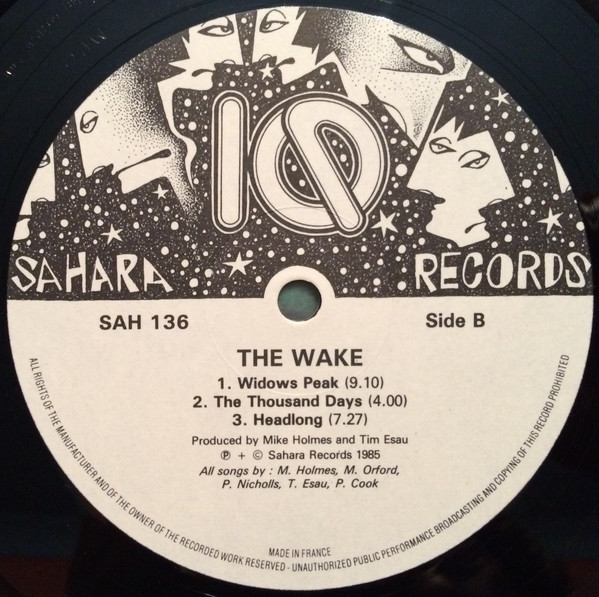 IQ
SAHARA RECORDS
SAH 136 Side B
THE WAKE
1. Widows Peak (9.10)
2. The Thousand Days (4.00)
3. Headlong (7.27)
Produced by Mike Holmes and Tim Esau
℗ + © Sahara Records 1985
All songs by : M. Holmes, M. Orford,
P. Nicholls, T. Esau, P. Cook
MADE IN FRANCE
ALL RIGHTS OF THE MANUFACTURER AND OF THE OWNER OF THE RECORDED WORK RESERVED - UNAUTHORIZED PUBLIC PERFORMANCE BROADCASTING AND COPYING OF THIS RECORD PROHIBITED